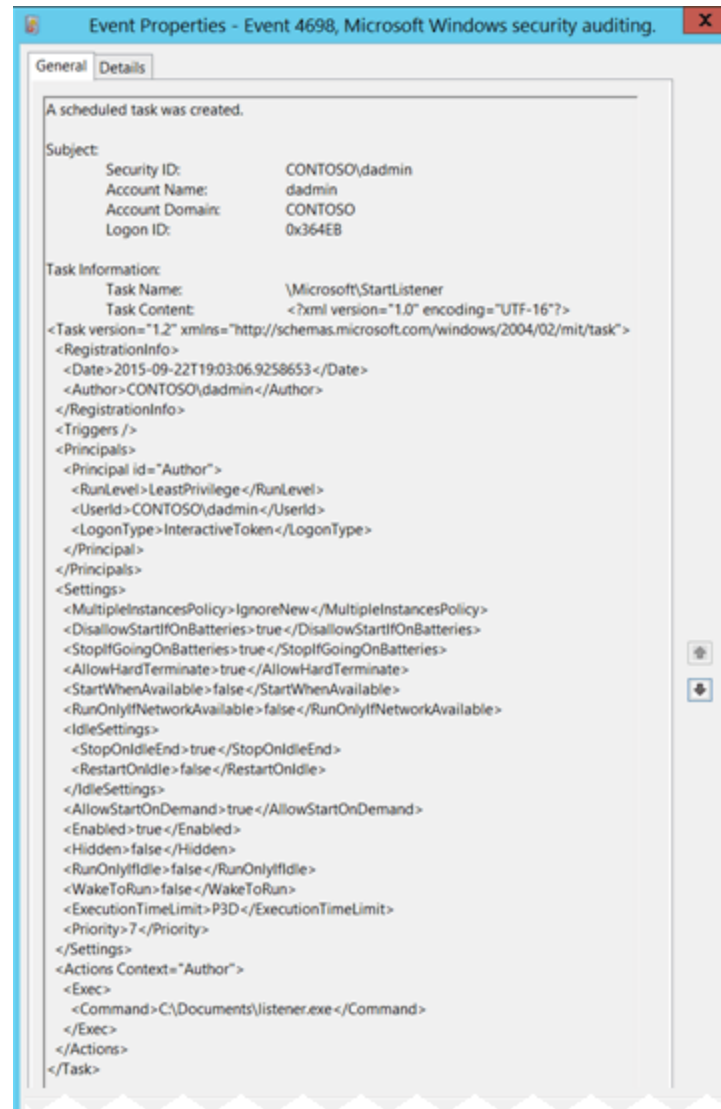 Event Properties - Event 4698, Microsoft Windows security auditing.
x
General Details
A scheduled task was created.
Subject:
Security ID: CONTOSO\dadmin
Account Name: dadmin
Account Domain: CONTOSO
Logon ID: 0x364EB
Task Information:
Task Name: \Microsoft\StartListener
Task Content: <?xml version="1.0" encoding="UTF-16"?>
<Task version="1.2" xmlns="http://schemas.microsoft.com/windows/2004/02/mit/task">
<RegistrationInfo>
<Date>2015-09-22T19:03:06.9258653</Date>
<Author>CONTOSO\dadmin</Author>
</RegistrationInfo>
<Triggers />
<Principals>
<Principal id="Author">
<RunLevel>LeastPrivilege</RunLevel>
<UserId>CONTOSO\dadmin</UserId>
<LogonType>InteractiveToken</LogonType>
</Principal>
</Principals>
<Settings>
<MultipleInstancesPolicy>IgnoreNew</MultipleInstancesPolicy>
<DisallowStartIfOnBatteries>true</DisallowStartIfOnBatteries>
<StopIfGoingOnBatteries>true</StopIfGoingOnBatteries>
<AllowHardTerminate>true</AllowHardTerminate>
<StartWhenAvailable>false</StartWhenAvailable>
<RunOnlyIfNetworkAvailable>false</RunOnlyIfNetworkAvailable>
<IdleSettings>
<StopOnIdleEnd>true</StopOnIdleEnd>
<RestartOnIdle>false</RestartOnIdle>
</IdleSettings>
<AllowStartOnDemand>true</AllowStartOnDemand>
<Enabled>true</Enabled>
<Hidden>false</Hidden>
<RunOnlyIfIdle>false</RunOnlyIfIdle>
<WakeToRun>false</WakeToRun>
<ExecutionTimeLimit>P3D</ExecutionTimeLimit>
<Priority>7</Priority>
</Settings>
<Actions Context="Author">
<Exec>
<Command>C:\Documents\listener.exe</Command>
</Exec>
</Actions>
</Task>